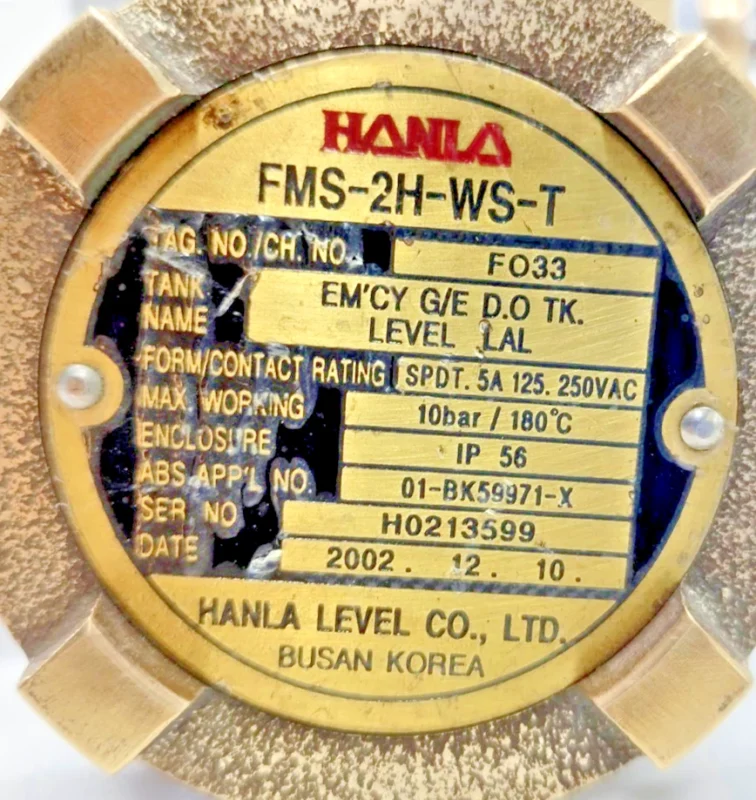 HANLA
FMS-2H-WS-T
TAG. NO./CH. NO. FO33
TANK NAME EM'CY G/E D.O TK. LEVEL LAL
FORM/CONTACT RATING SPDT. 5A 125. 250VAC
MAX. WORKING 10bar / 180°C
ENCLOSURE IP 56
ABS APP'L NO. 01-BK59971-X
SER NO H0213599
DATE 2002. 12. 10.
HANLA LEVEL CO., LTD.
BUSAN KOREA